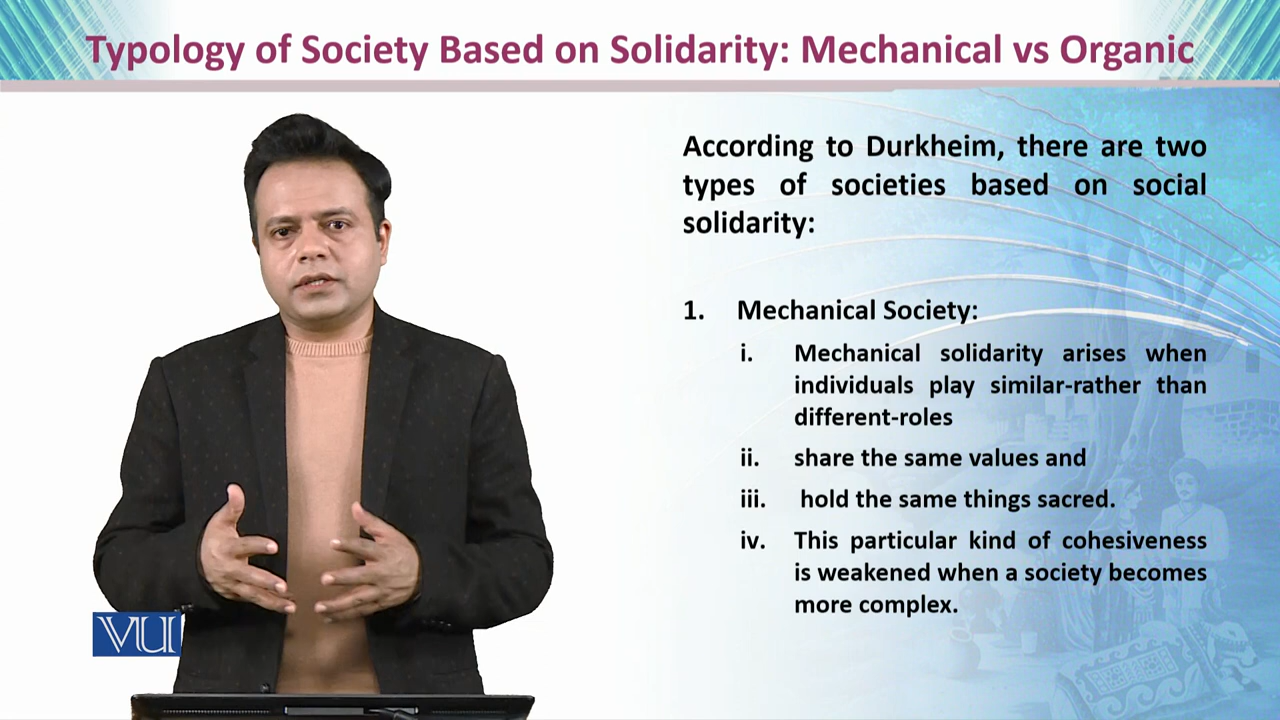 Typology of Society Based on Solidarity: Mechanical vs Organic
According to Durkheim, there are two
types of societies based on social
solidarity:
1. Mechanical Society:
i. Mechanical solidarity arises when
individuals play similar-rather than
different-roles
ii. share the same values and
iii. hold the same things sacred.
iv. This particular kind of cohesiveness
is weakened when a society becomes
more complex.
VU